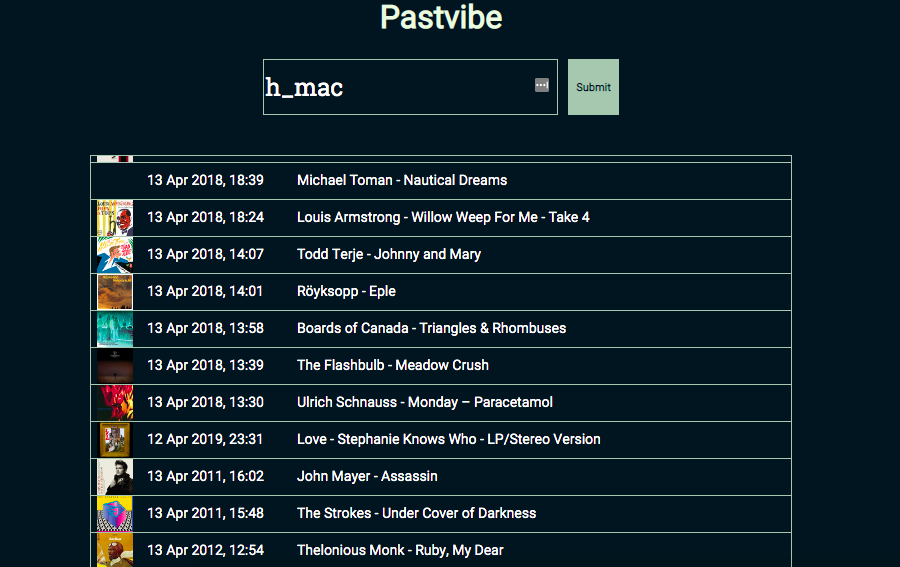 Pastvibe
h_mac
Submit
13 Apr 2018, 18:39 Michael Toman - Nautical Dreams
13 Apr 2018, 18:24 Louis Armstrong - Willow Weep For Me - Take 4
13 Apr 2018, 14:07 Todd Terje - Johnny and Mary
13 Apr 2018, 14:01 Röyksopp - Eple
13 Apr 2018, 13:58 Boards of Canada - Triangles & Rhombuses
13 Apr 2018, 13:39 The Flashbulb - Meadow Crush
13 Apr 2018, 13:30 Ulrich Schnauss - Monday – Paracetamol
12 Apr 2019, 23:31 Love - Stephanie Knows Who - LP/Stereo Version
13 Apr 2011, 16:02 John Mayer - Assassin
13 Apr 2011, 15:48 The Strokes - Under Cover of Darkness
13 Apr 2012, 12:54 Thelonious Monk - Ruby, My Dear